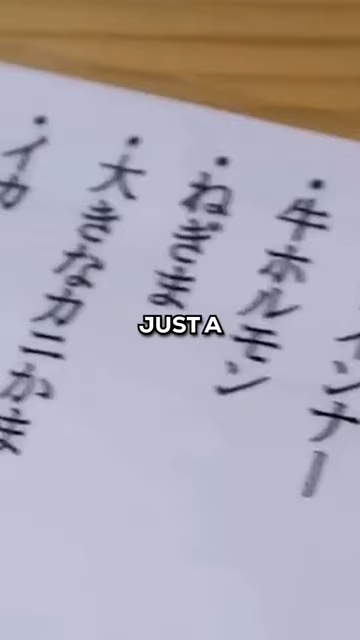 インナー
・牛ホルモン
・ねぎま
・大きなカニかま
・イカ
JUST A